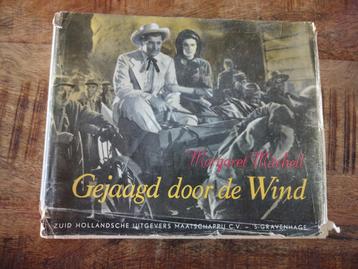 Margaret Mitchell
Gejaagd door de Wind
ZUID HOLLANDSCHE UITGEVERS MAATSCHAPPIJ C.V. – 'S-GRAVENHAGE